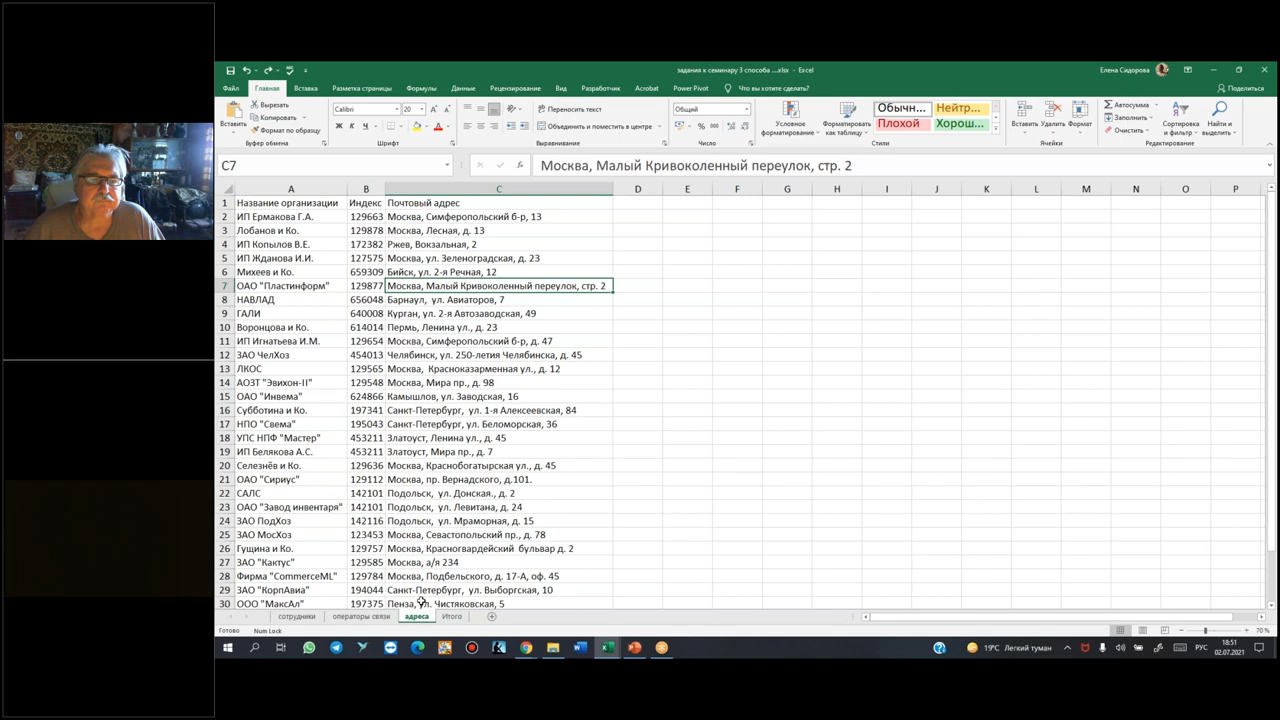 задания к семинару 3 способа ....xlsx - Excel
Елена Сидорова
Файл Главная Вставка Разметка страницы Формулы Данные Рецензирование Вид Разработчик Acrobat Power Pivot Что вы хотите сделать? Поделиться
Вставить
Вырезать
Копировать
Формат по образцу
Буфер обмена
Calibri 20
Ж К Ч
Шрифт
Переносить текст
Объединить и поместить в центре
Выравнивание
Общий
Число
Условное форматирование
Форматировать как таблицу
Обычн... Нейтр...
Плохой Хорош...
Стили
Вставить Удалить Формат
Ячейки
Автосумма
Заполнить
Очистить
Сортировка и фильтр
Найти и выделить
Редактирование
C7 fx Москва, Малый Кривоколенный переулок, стр. 2
A B C D E F G H I J K L M N O P
1 Название организации Индекс Почтовый адрес
2 ИП Ермакова Г.А. 129663 Москва, Симферопольский б-р, 13
3 Лобанов и Ко. 129878 Москва, Лесная, д. 13
4 ИП Копылов В.Е. 172382 Ржев, Вокзальная, 2
5 ИП Жданова И.И. 127575 Москва, ул. Зеленоградская, д. 23
6 Михеев и Ко. 659309 Бийск, ул. 2-я Речная, 12
7 ОАО "Пластинформ" 129877 Москва, Малый Кривоколенный переулок, стр. 2
8 НАВЛАД 656048 Барнаул, ул. Авиаторов, 7
9 ГАЛИ 640008 Курган, ул. 2-я Автозаводская, 49
10 Воронцова и Ко. 614014 Пермь, Ленина ул., д. 23
11 ИП Игнатьева И.М. 129654 Москва, Симферопольский б-р, д. 47
12 ЗАО ЧелХоз 454013 Челябинск, ул. 250-летия Челябинска, д. 45
13 ЛКОС 129565 Москва, Красноказарменная ул., д. 12
14 АОЗТ "Эвихон-II" 129548 Москва, Мира пр., д. 98
15 ОАО "Инвема" 624866 Камышлов, ул. Заводская, 16
16 Субботина и Ко. 197341 Санкт-Петербург, ул. 1-я Алексеевская, 84
17 НПО "Свема" 195043 Санкт-Петербург, ул. Беломорская, 36
18 УПС НПФ "Мастер" 453211 Златоуст, Ленина ул., д. 45
19 ИП Белякова А.С. 453211 Златоуст, Мира пр., д. 7
20 Селезнёв и Ко. 129636 Москва, Краснобогатырская ул., д. 45
21 ОАО "Сириус" 129112 Москва, пр. Вернадского, д.101.
22 САЛС 142101 Подольск, ул. Донская., д. 2
23 ОАО "Завод инвентаря" 142101 Подольск, ул. Левитана, д. 24
24 ЗАО ПодХоз 142116 Подольск, ул. Мраморная, д. 15
25 ЗАО МосХоз 123453 Москва, Севастопольский пр., д. 78
26 Гущина и Ко. 129757 Москва, Красногвардейский бульвар д. 2
27 ЗАО "Кактус" 129585 Москва, а/я 234
28 Фирма "CommerceML" 129784 Москва, Подбельского, д. 17-А, оф. 45
29 ЗАО "КорпАвиа" 194044 Санкт-Петербург, ул. Выборгская, 10
30 ООО "МаксАл" 197375 Пенза, ул. Чистяковская, 5
сотрудники операторы связи адреса Итого
Готово Num Lock 70 %
19°C Легкий туман РУС 18:51
02.07.2021